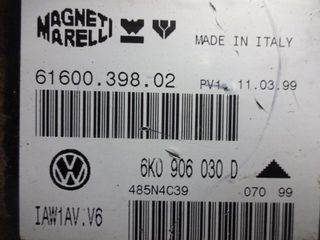 MAGNETI
MARELLI
MADE IN ITALY
61600.398.02
PV1 11.03.99
6K0 906 030 D
485N4C39 070 99
IAW1AV.V6